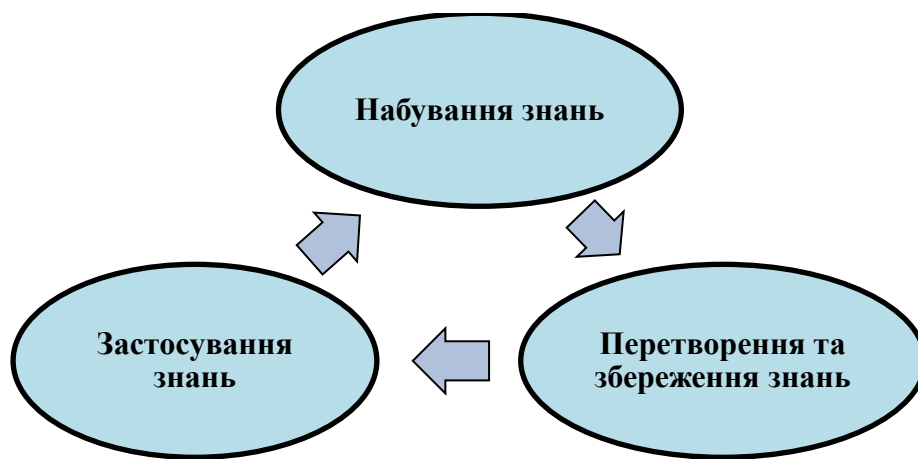 Набування знань
Застосування
знань
Перетворення та
збереження знань